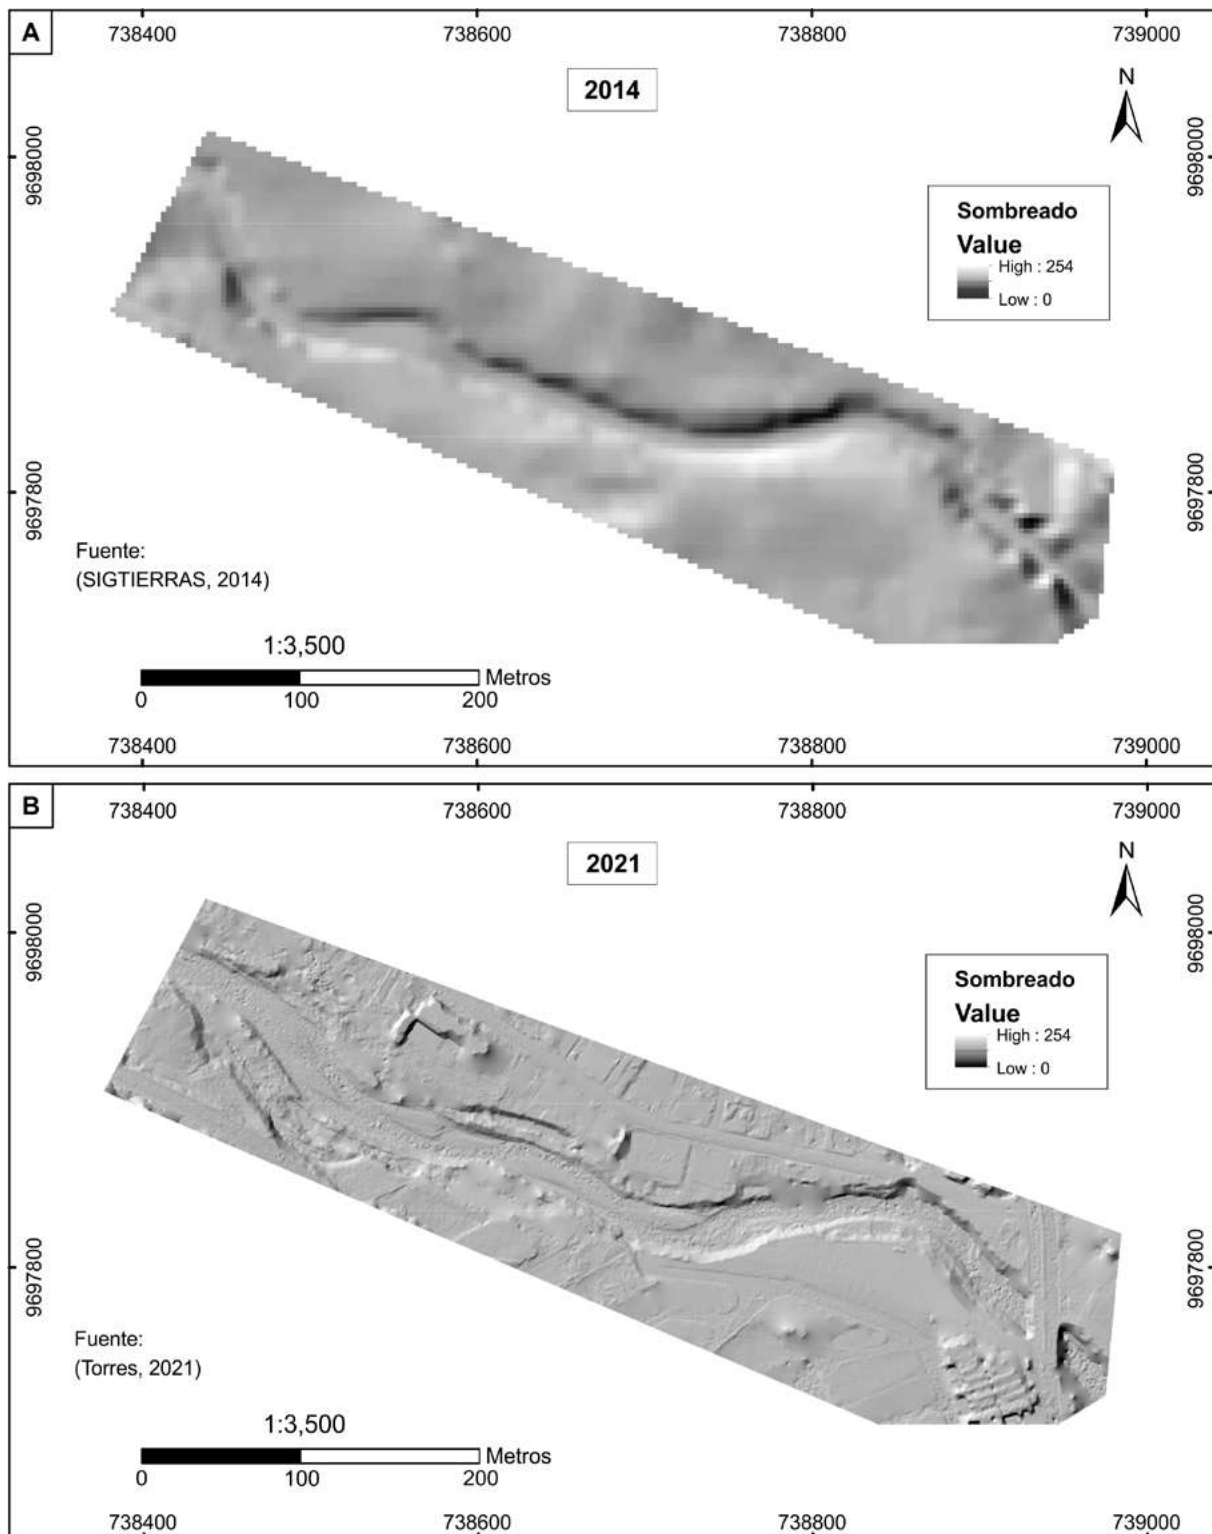 A
738400 738600 738800 739000
2014
N
9698000 9698000
Sombreado
Value
High : 254
Low : 0
9697800 9697800
Fuente:
(SIGTIERRAS, 2014)
1:3,500
Metros
0 100 200
738400 738600 738800 739000
B
738400 738600 738800 739000
2021
N
9698000 9698000
Sombreado
Value
High : 254
Low : 0
9697800 9697800
Fuente:
(Torres, 2021)
1:3,500
Metros
0 100 200
738400 738600 738800 739000